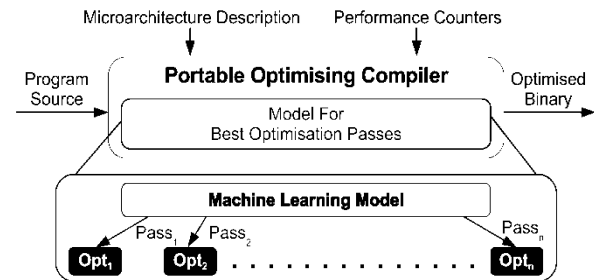 Microarchitecture Description
Performance Counters
Program
Source
Portable Optimising Compiler
Optimised
Binary
Model For
Best Optimisation Passes
Machine Learning Model
Pass1
Pass2
Passn
Opt1
Opt2
. . . . . . . . . . . . . .
Optn